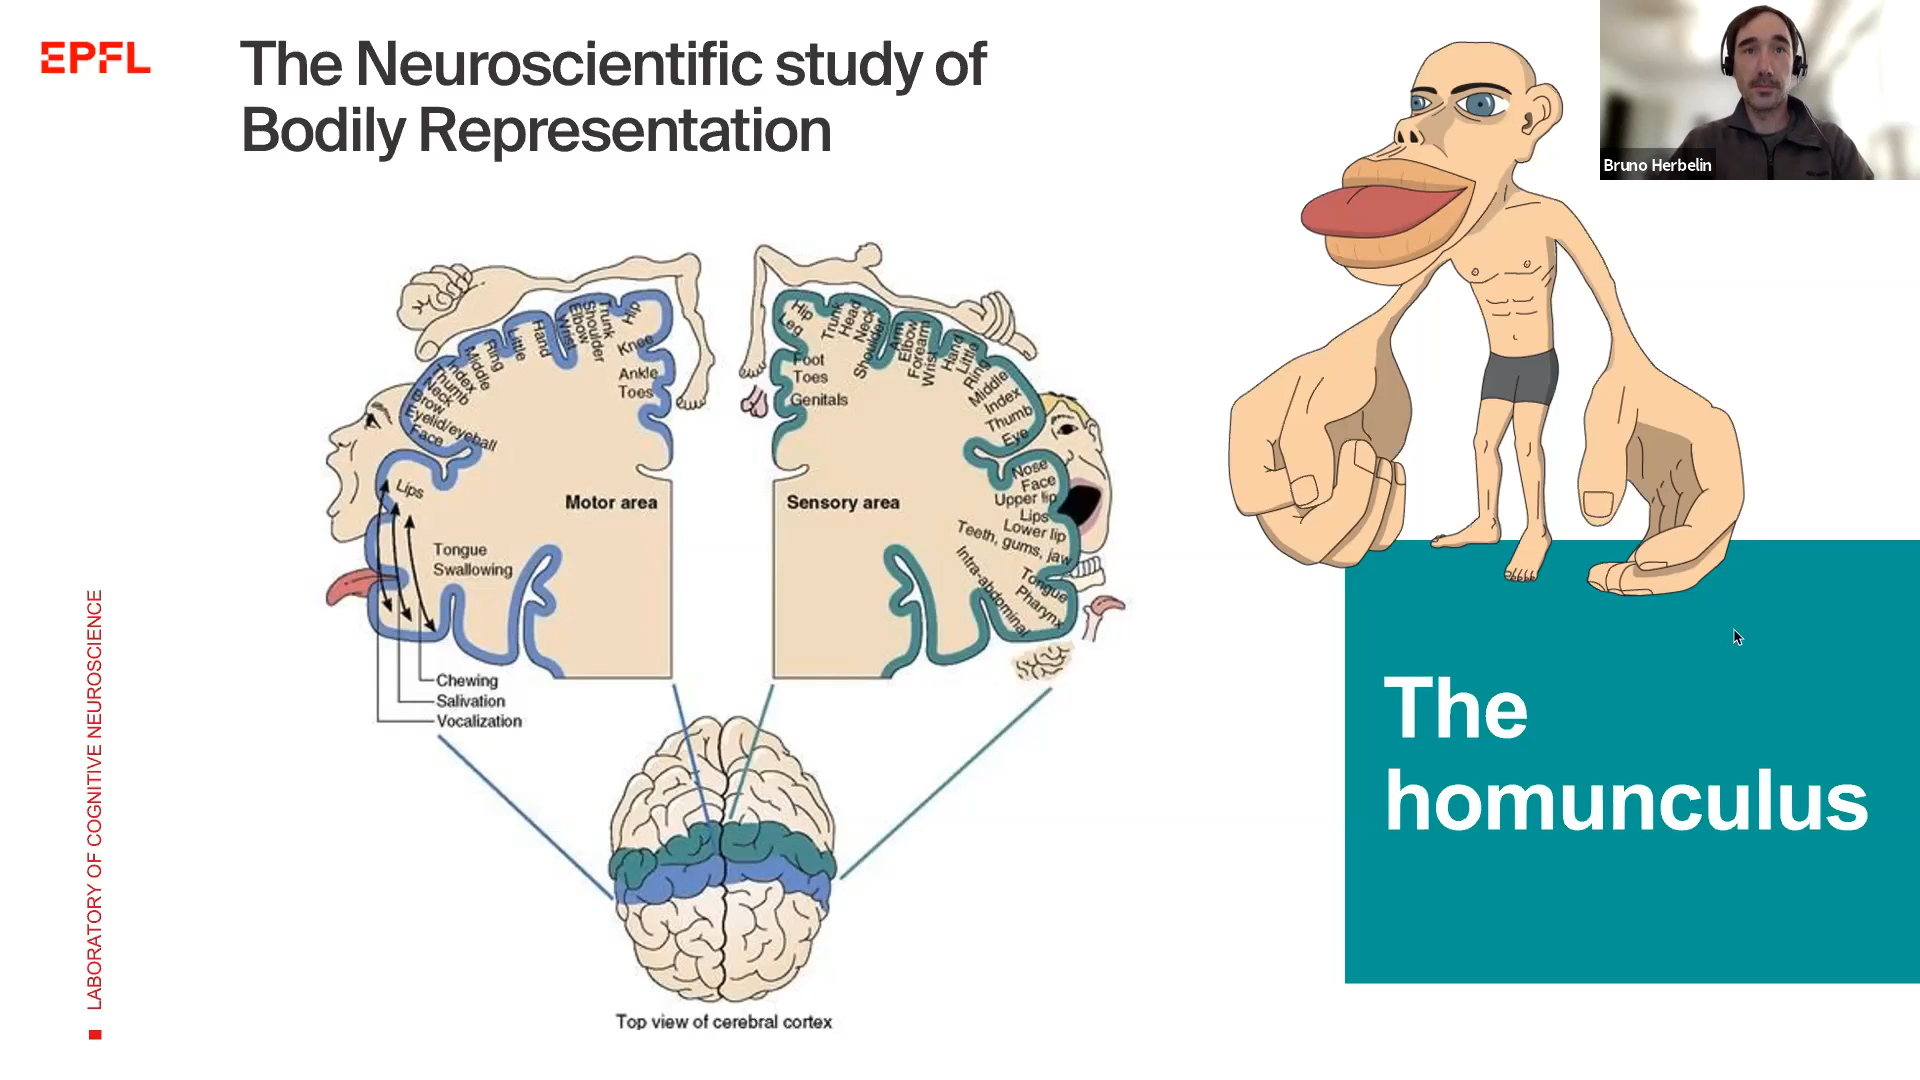 EPFL
The Neuroscientific study of
Bodily Representation
Bruno Herbelin
LABORATORY OF COGNITIVE NEUROSCIENCE
Motor area
Toes
Ankle
Knee
Hip
Trunk
Shoulder
Elbow
Wrist
Hand
Little
Ring
Middle
Index
Thumb
Neck
Brow
Eyelid/eyeball
Face
Lips
Tongue
Swallowing
Chewing
Salivation
Vocalization
Sensory area
Genitals
Toes
Foot
Leg
Hip
Trunk
Head
Neck
Shoulder
Arm
Elbow
Forearm
Wrist
Hand
Little
Ring
Middle
Index
Thumb
Eye
Nose
Face
Upper lip
Lips
Lower lip
Teeth, gums, jaw
Tongue
Pharynx
Intra-abdominal
Top view of cerebral cortex
The
homunculus